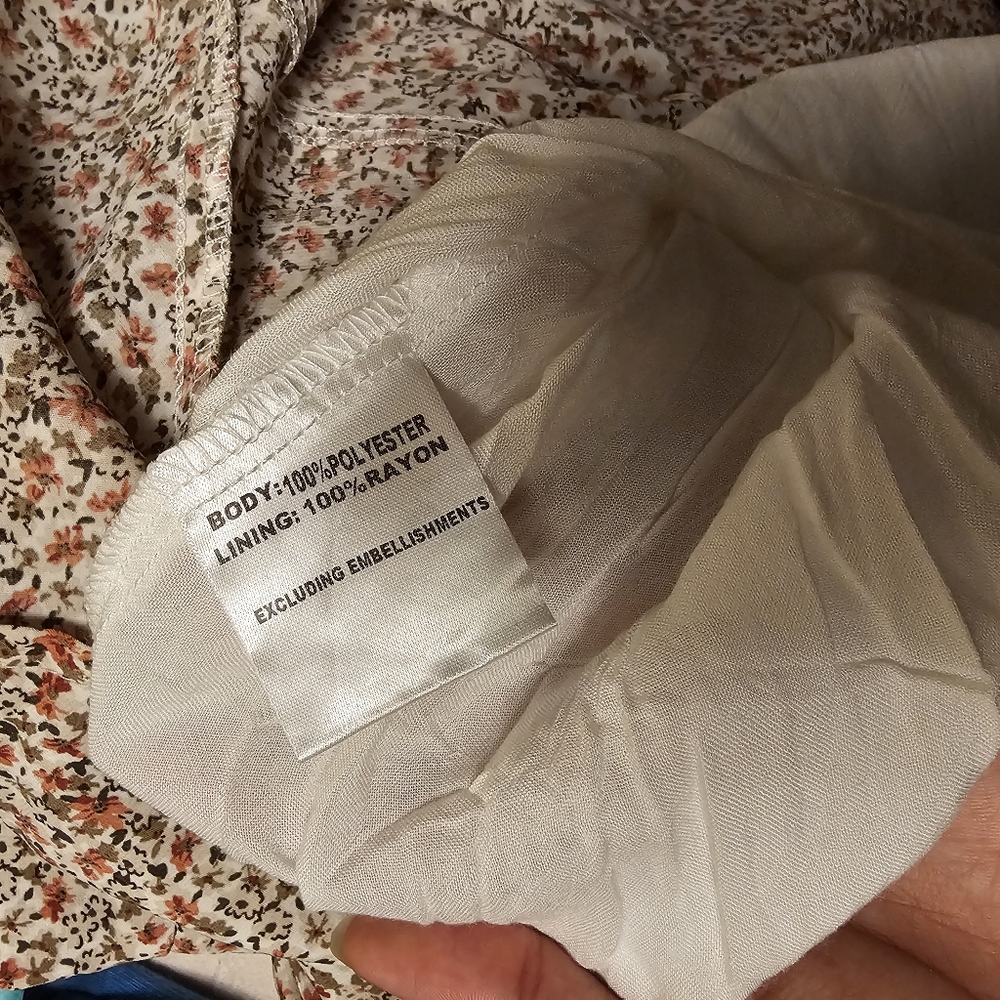 BODY:100%POLYESTER
LINING: 100%RAYON
EXCLUDING EMBELLISHMENTS